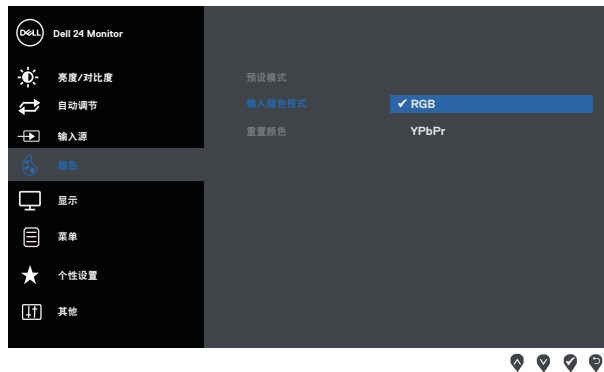 DELL Dell 24 Monitor
亮度/对比度
自动调节
输入源
颜色
显示
菜单
个性设置
其他
预设模式
输入颜色格式
✓ RGB
重置颜色
YPbPr